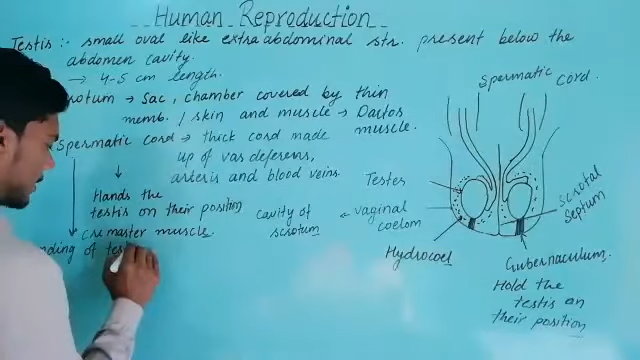 Human Reproduction
Testis :- small oval like extraabdominal str. present below the
abdomen cavity.
→ 4-5 cm length.
rotum → Sac, chamber covered by thin
memb. / skin and muscle → Dartos
muscle.
Spermatic cord → thick cord made
up of vas deferens,
arteris and blood veins
Hands the
testis on their position
cremaster muscle.
nding of tes
Spermatic cord.
Testes
cavity of
scrotum
← vaginal
coelom
Hydrocoel
scrotal
septum
Gubernaculum.
Hold the
testis on
their position